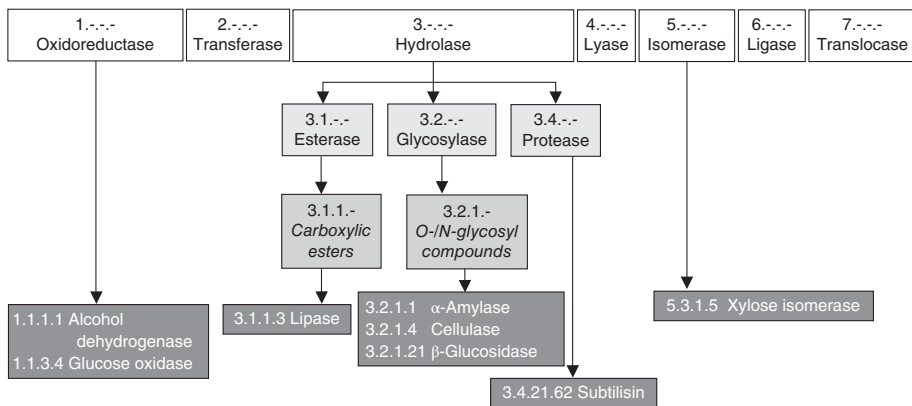 1.-.-.-
Oxidoreductase
2.-.-.-
Transferase
3.-.-.-
Hydrolase
4.-.-.-
Lyase
5.-.-.-
Isomerase
6.-.-.-
Ligase
7.-.-.-
Translocase
3.1.-.-
Esterase
3.2.-.-
Glycosylase
3.4.-.-
Protease
3.1.1.-
Carboxylic
esters
3.2.1.-
O-/N-glycosyl
compounds
1.1.1.1 Alcohol
dehydrogenase
1.1.3.4 Glucose oxidase
3.1.1.3 Lipase
3.2.1.1 α-Amylase
3.2.1.4 Cellulase
3.2.1.21 β-Glucosidase
5.3.1.5 Xylose isomerase
3.4.21.62 Subtilisin